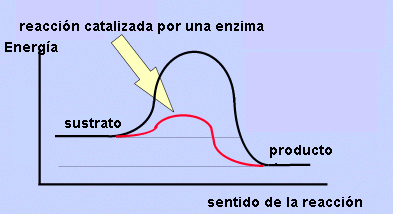 reacción catalizada por una enzima
Energía
sustrato
producto
sentido de la reacción